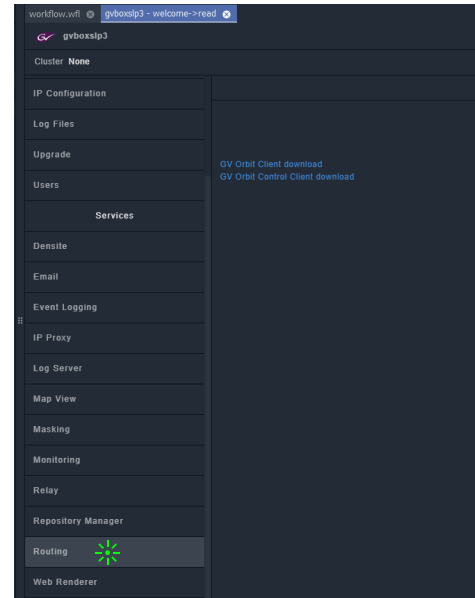 workflow.wfl gvboxslp3 - welcome->read
gvboxslp3
Cluster None
IP Configuration
Log Files
Upgrade
Users
GV Orbit Client download
GV Orbit Control Client download
Services
Densite
Email
Event Logging
IP Proxy
Log Server
Map View
Masking
Monitoring
Relay
Repository Manager
Routing
Web Renderer